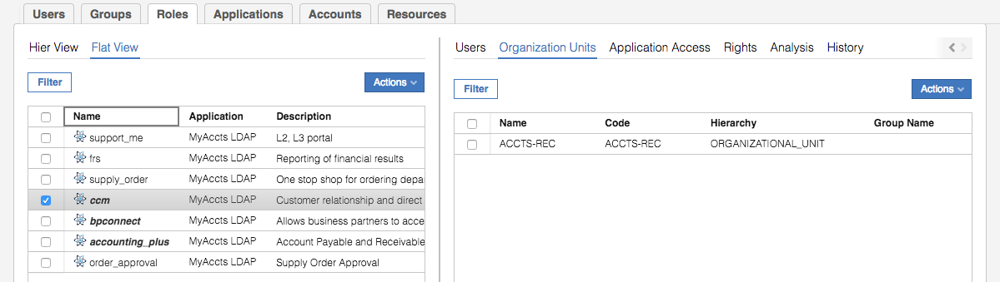 Users Groups Roles Applications Accounts Resources
Hier View Flat View
Filter Actions
Name Application Description
support_me MyAccts LDAP L2, L3 portal
frs MyAccts LDAP Reporting of financial results
supply_order MyAccts LDAP One stop shop for ordering depa
ccm MyAccts LDAP Customer relationship and direct
bpconnect MyAccts LDAP Allows business partners to acce
accounting_plus MyAccts LDAP Account Payable and Receivable
order_approval MyAccts LDAP Supply Order Approval
Users Organization Units Application Access Rights Analysis History
Filter Actions
Name Code Hierarchy Group Name
ACCTS-REC ACCTS-REC ORGANIZATIONAL_UNIT